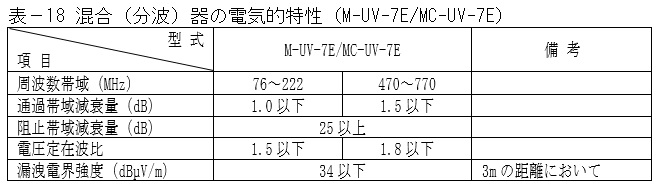 表－18 混合（分波）器の電気的特性（M-UV-7E/MC-UV-7E）
型 式
M-UV-7E/MC-UV-7E 備 考
項 目
周波数帯域（MHz） 76～222 470～770
通過帯域減衰量（dB） 1.0以下 1.5以下
阻止帯域減衰量（dB） 25以上
電圧定在波比 1.5以下 1.8以下
漏洩電界強度（dBμV/m） 34以下 3mの距離において